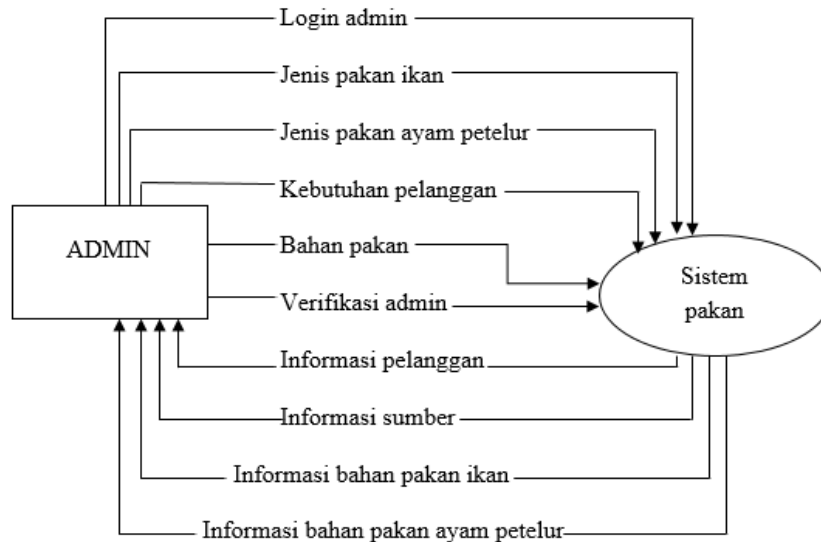 Login admin
Jenis pakan ikan
Jenis pakan ayam petelur
Kebutuhan pelanggan
ADMIN
Bahan pakan
Sistem
pakan
Verifikasi admin
Informasi pelanggan
Informasi sumber
Informasi bahan pakan ikan
Informasi bahan pakan ayam petelur